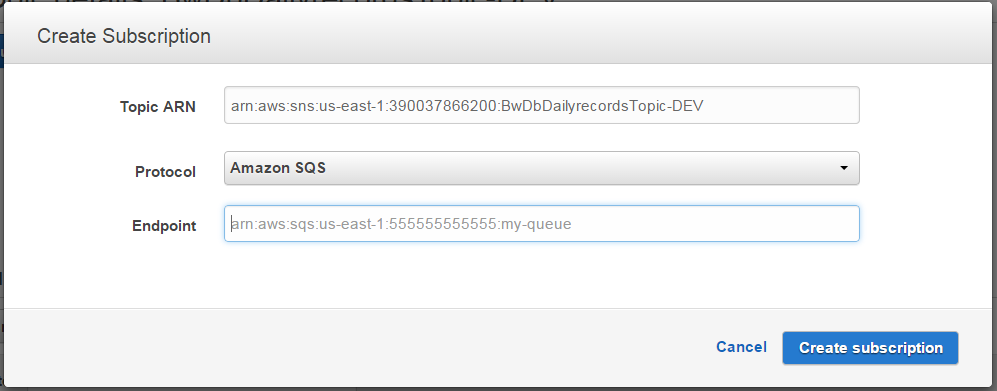 Create Subscription
Topic ARN arn:aws:sns:us-east-1:390037866200:BwDbDailyrecordsTopic-DEV
Protocol Amazon SQS
Endpoint arn:aws:sqs:us-east-1:555555555555:my-queue
Cancel Create subscription